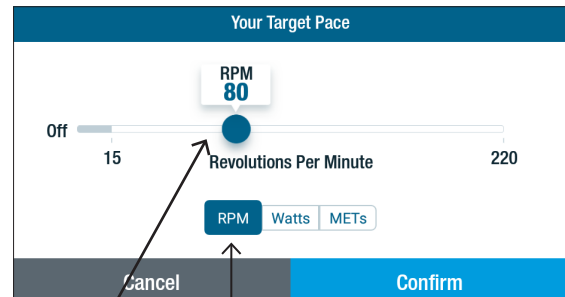 Your Target Pace
RPM
80
Off
15
Revolutions Per Minute
220
RPM Watts METs
Cancel Confirm